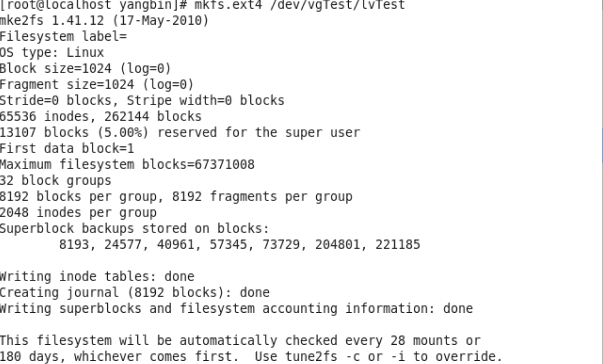 [root@localhost yangbin]# mkfs.ext4 /dev/vgTest/lvTest
mke2fs 1.41.12 (17-May-2010)
Filesystem label=
OS type: Linux
Block size=1024 (log=0)
Fragment size=1024 (log=0)
Stride=0 blocks, Stripe width=0 blocks
65536 inodes, 262144 blocks
13107 blocks (5.00%) reserved for the super user
First data block=1
Maximum filesystem blocks=67371008
32 block groups
8192 blocks per group, 8192 fragments per group
2048 inodes per group
Superblock backups stored on blocks:
8193, 24577, 40961, 57345, 73729, 204801, 221185
Writing inode tables: done
Creating journal (8192 blocks): done
Writing superblocks and filesystem accounting information: done
This filesystem will be automatically checked every 28 mounts or
180 days, whichever comes first.  Use tune2fs -c or -i to override.